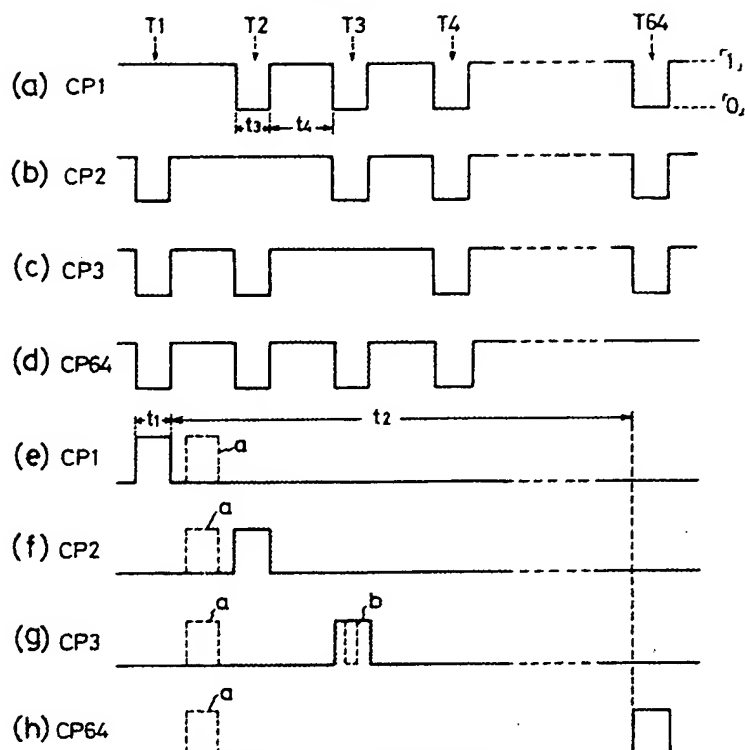 T1 T2 T3 T4 T64
(a) CP1 「1」
「0」
t3 t4
(b) CP2
(c) CP3
(d) CP64
t1 t2
(e) CP1 a
(f) CP2 a
(g) CP3 a b
(h) CP64 a